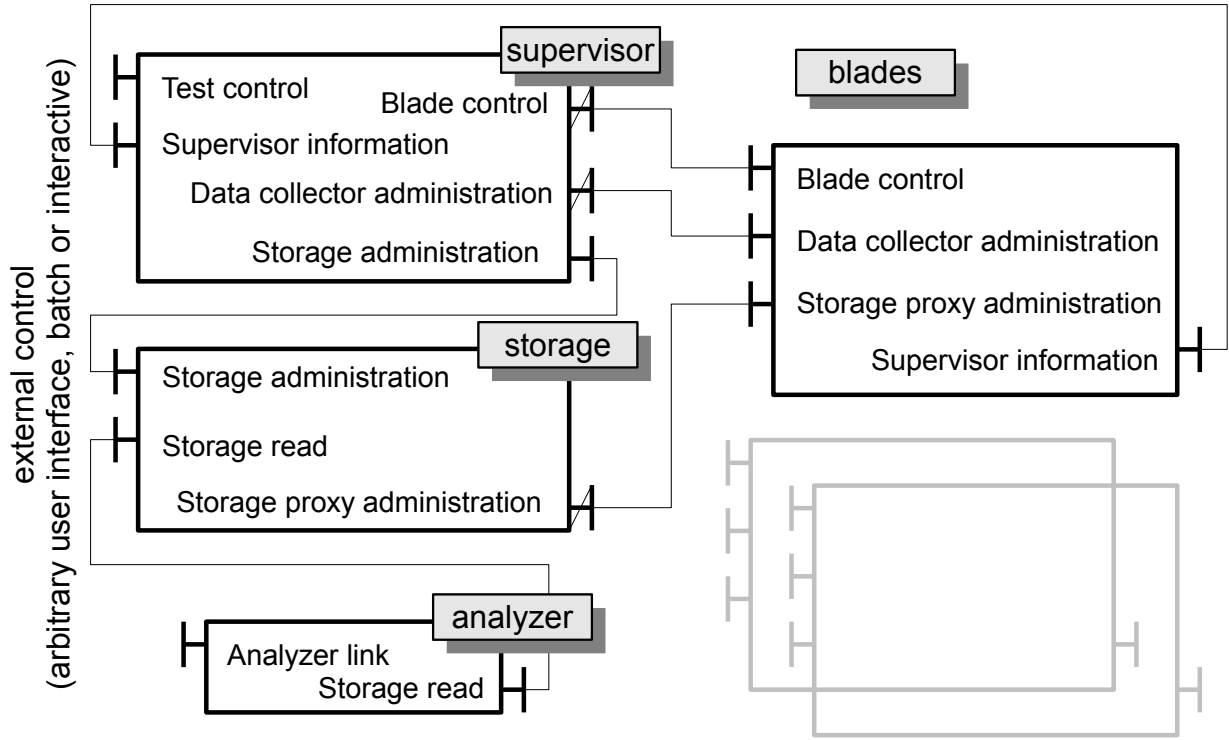 external control
(arbitrary user interface, batch or interactive)
supervisor
Test control
Blade control
Supervisor information
Data collector administration
Storage administration
blades
Blade control
Data collector administration
Storage proxy administration
Supervisor information
storage
Storage administration
Storage read
Storage proxy administration
analyzer
Analyzer link
Storage read